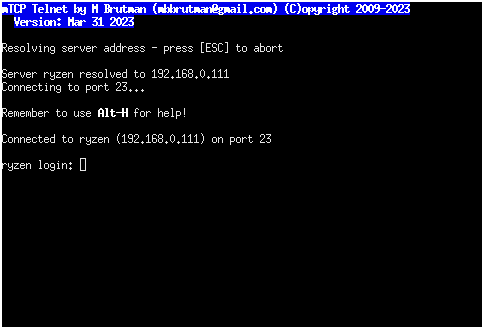 mTCP Telnet by M Brutman (mbbrutman@gmail.com) (C)opyright 2009-2023
Version: Mar 31 2023
Resolving server address - press [ESC] to abort
Server ryzen resolved to 192.168.0.111
Connecting to port 23...
Remember to use Alt-H for help!
Connected to ryzen (192.168.0.111) on port 23
ryzen login: